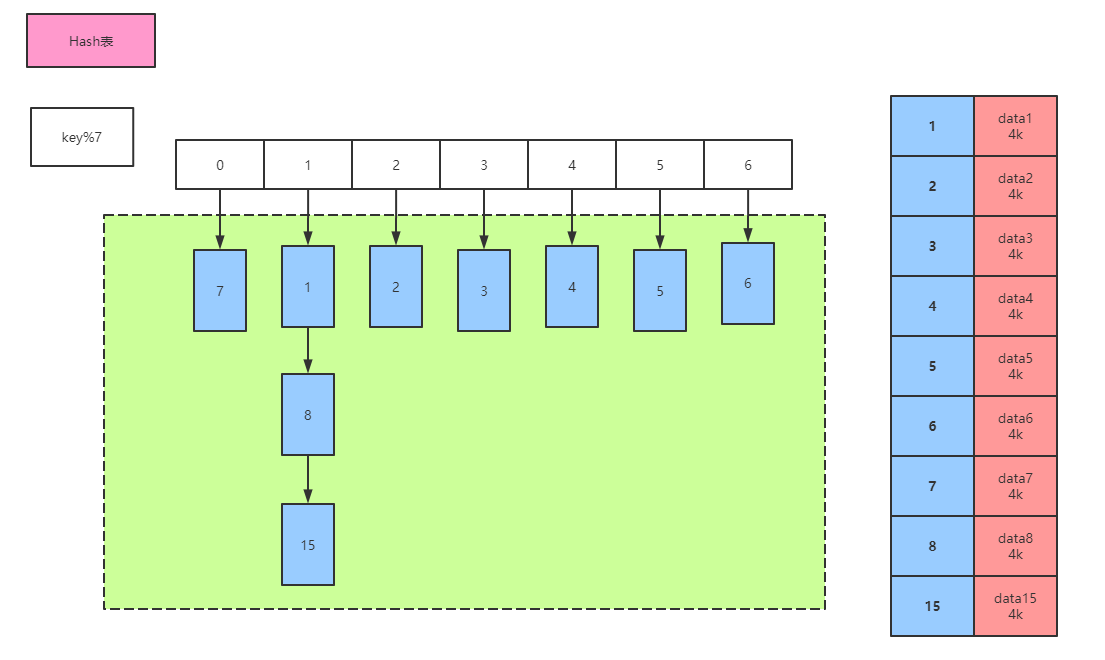 Hash表
key%7
0 1 2 3 4 5 6
7 1 2 3 4 5 6
8
15
1 data1
4k
2 data2
4k
3 data3
4k
4 data4
4k
5 data5
4k
6 data6
4k
7 data7
4k
8 data8
4k
15 data15
4k